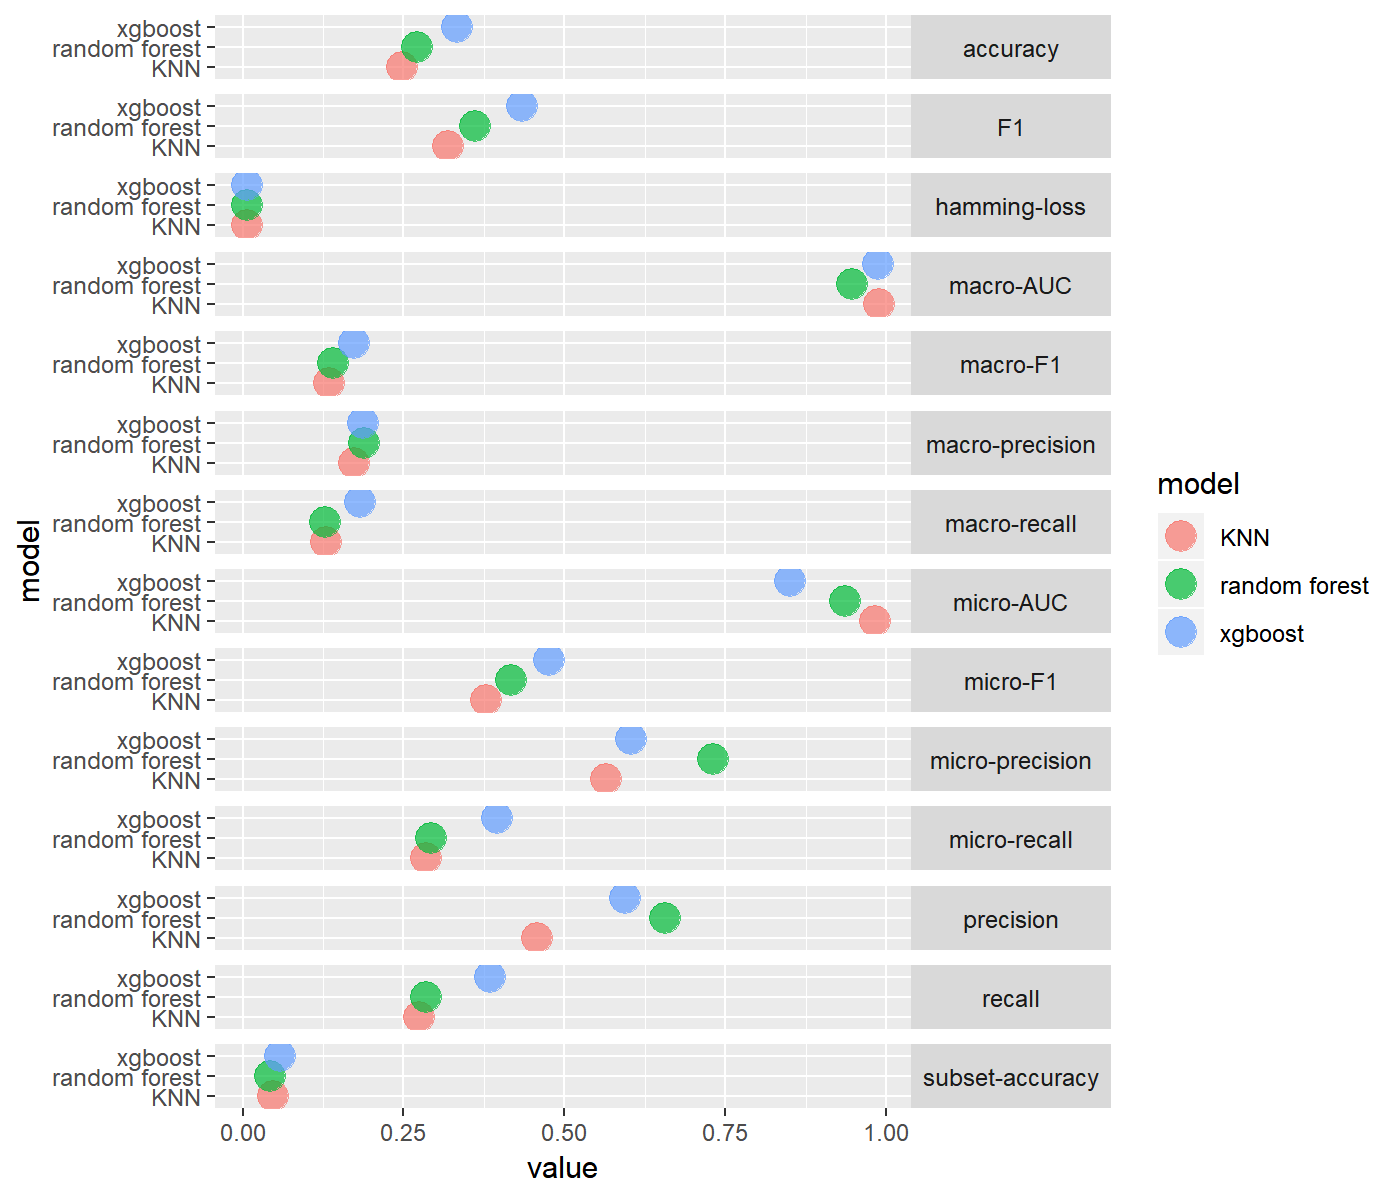 xgboost
random forest
KNN
accuracy
xgboost
random forest
KNN
F1
xgboost
random forest
KNN
hamming-loss
xgboost
random forest
KNN
macro-AUC
xgboost
random forest
KNN
macro-F1
xgboost
random forest
KNN
macro-precision
xgboost
random forest
KNN
macro-recall
xgboost
random forest
KNN
micro-AUC
xgboost
random forest
KNN
micro-F1
xgboost
random forest
KNN
micro-precision
xgboost
random forest
KNN
micro-recall
xgboost
random forest
KNN
precision
xgboost
random forest
KNN
recall
xgboost
random forest
KNN
subset-accuracy
model
0.00 0.25 0.50 0.75 1.00
value
model
KNN
random forest
xgboost